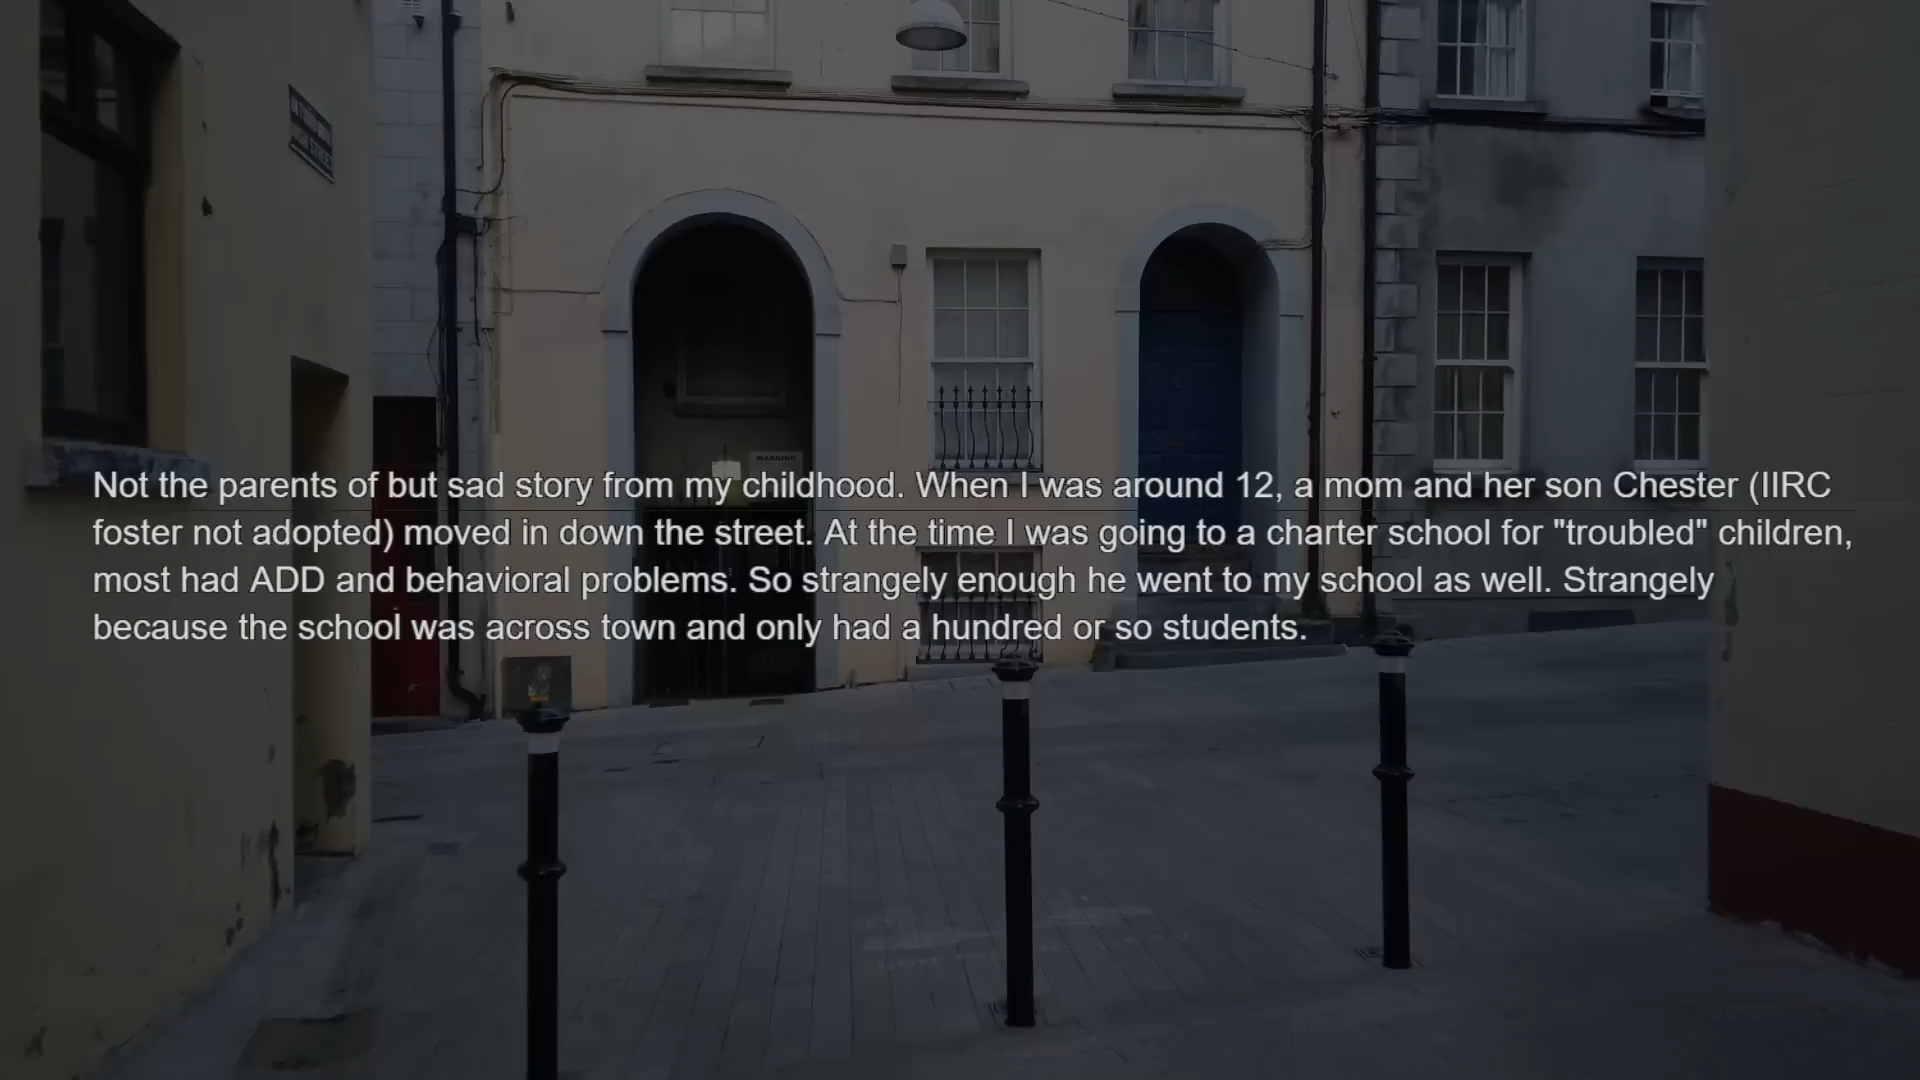 WARNING
Not the parents of but sad story from my childhood. When I was around 12, a mom and her son Chester (IIRC
foster not adopted) moved in down the street. At the time I was going to a charter school for "troubled" children,
most had ADD and behavioral problems. So strangely enough he went to my school as well. Strangely
because the school was across town and only had a hundred or so students.